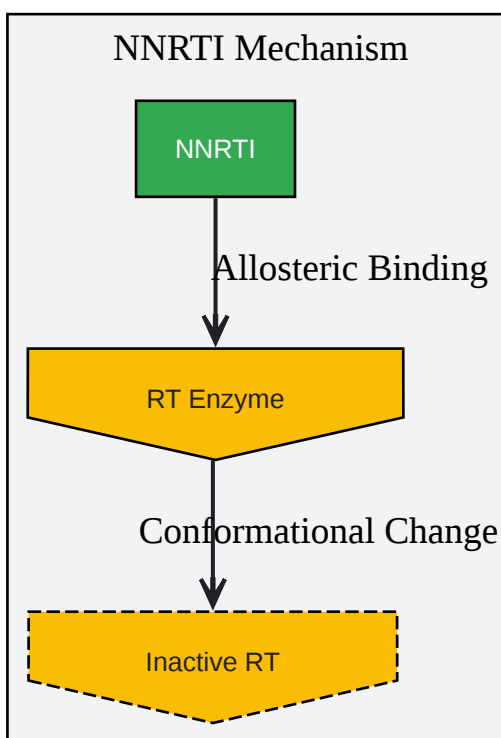 NNRTI Mechanism
NNRTI
Allosteric Binding
RT Enzyme
Conformational Change
Inactive RT